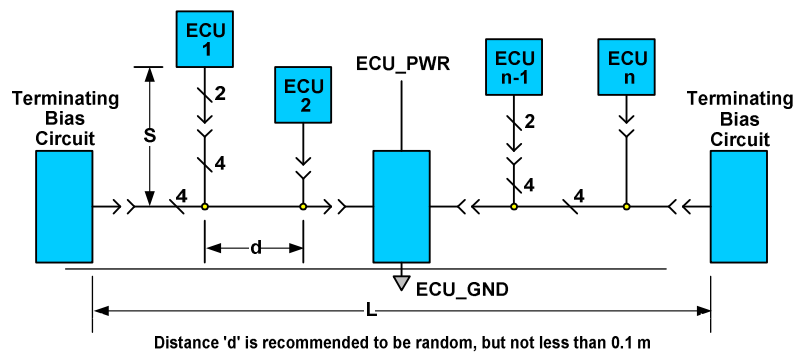 ECU
1
ECU
2
ECU_PWR
ECU
n-1
ECU
n
Terminating
Bias
Circuit
Terminating
Bias
Circuit
S
2
4
4
2
4
4
d
ECU_GND
L
Distance 'd' is recommended to be random, but not less than 0.1 m